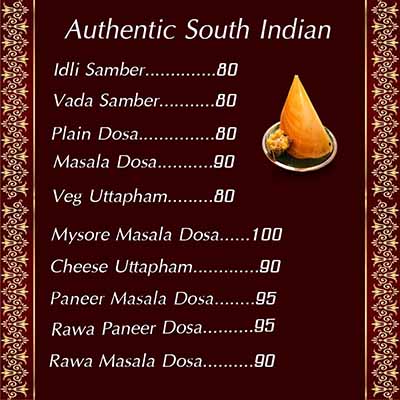 Authentic South Indian
Idli Samber..............80
Vada Samber...........80
Plain Dosa...............80
Masala Dosa...........90
Veg Uttapham.........80
Mysore Masala Dosa......100
Cheese Uttapham.............90
Paneer Masala Dosa........95
Rawa Paneer Dosa..........95
Rawa Masala Dosa..........90